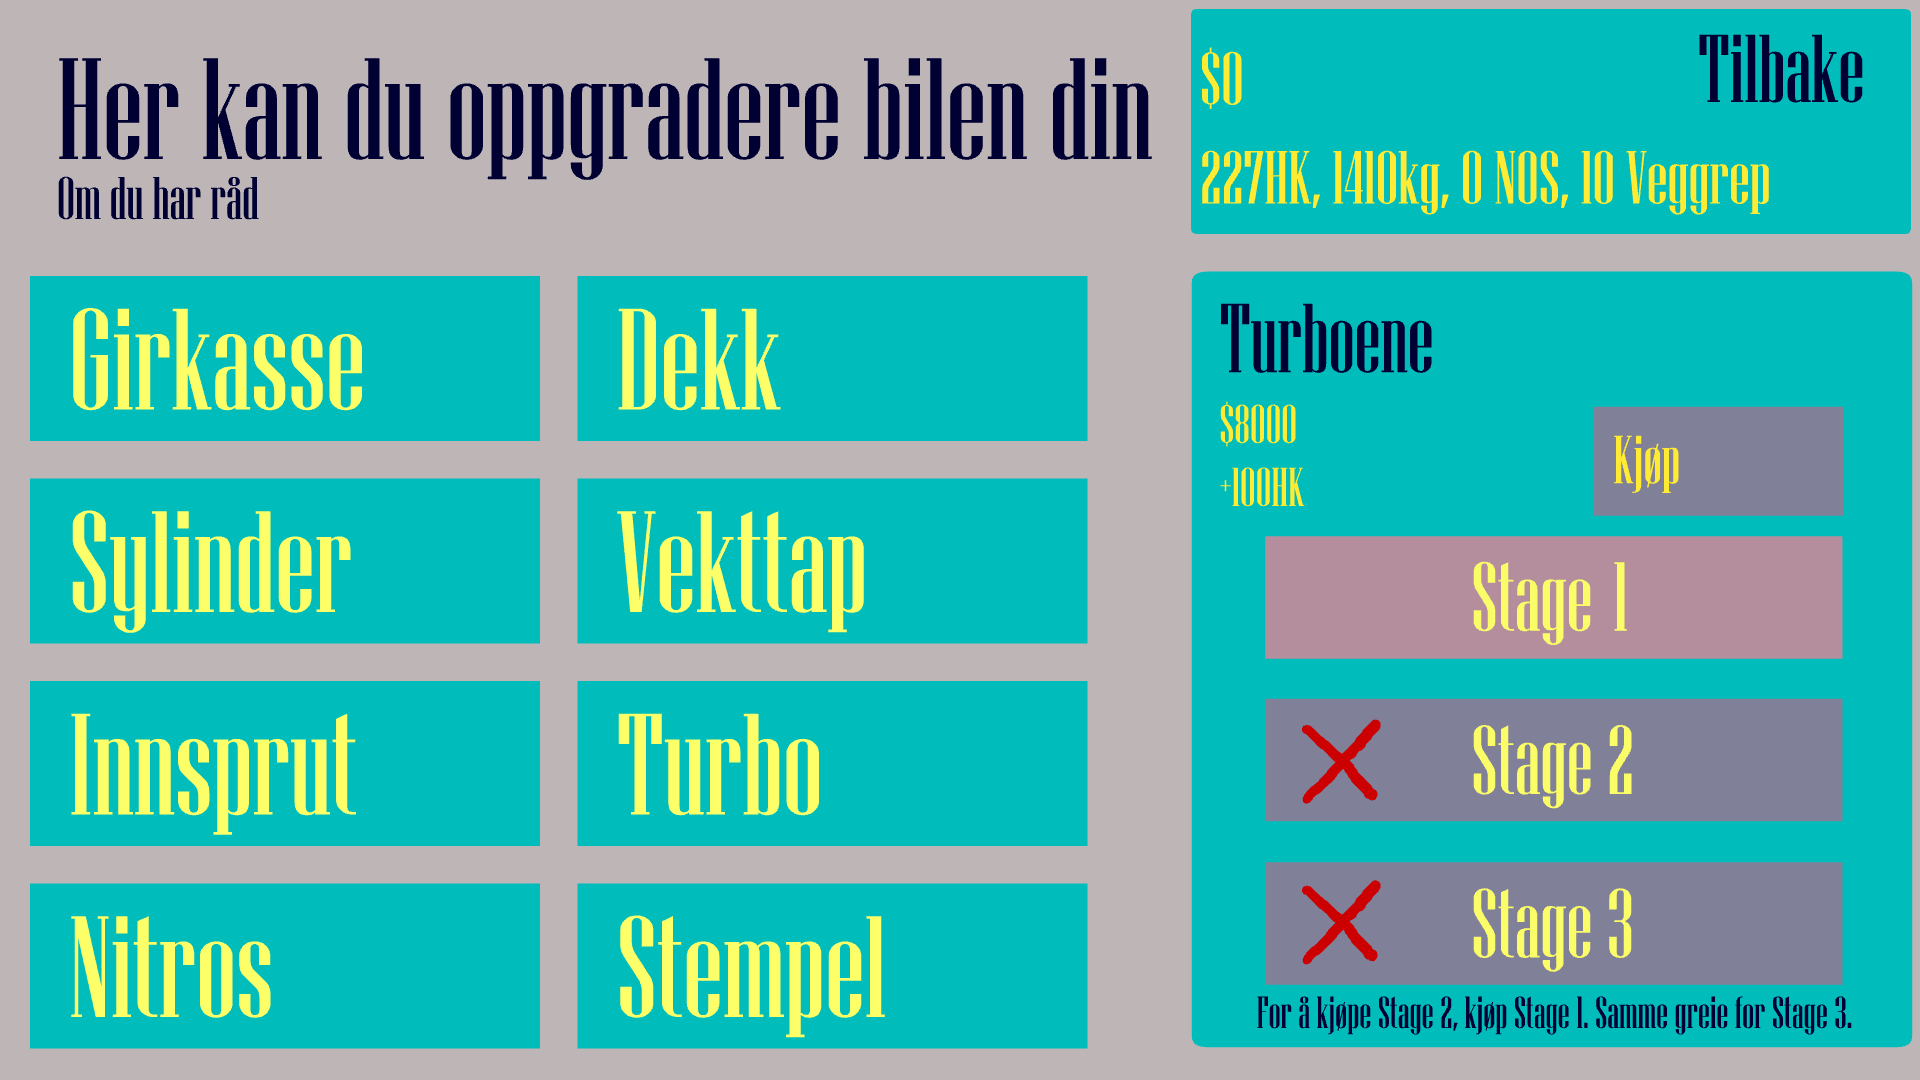 Her kan du oppgradere bilen din
Om du har råd
$0
Tilbake
227HK, 1410kg, 0 NOS, 10 Veggrep
Girkasse
Dekk
Sylinder
Vekttap
Innsprut
Turbo
Nitros
Stempel
Turboene
$8000
+100HK
Kjøp
Stage 1
Stage 2
Stage 3
For å kjøpe Stage 2, kjøp Stage 1. Samme greie for Stage 3.